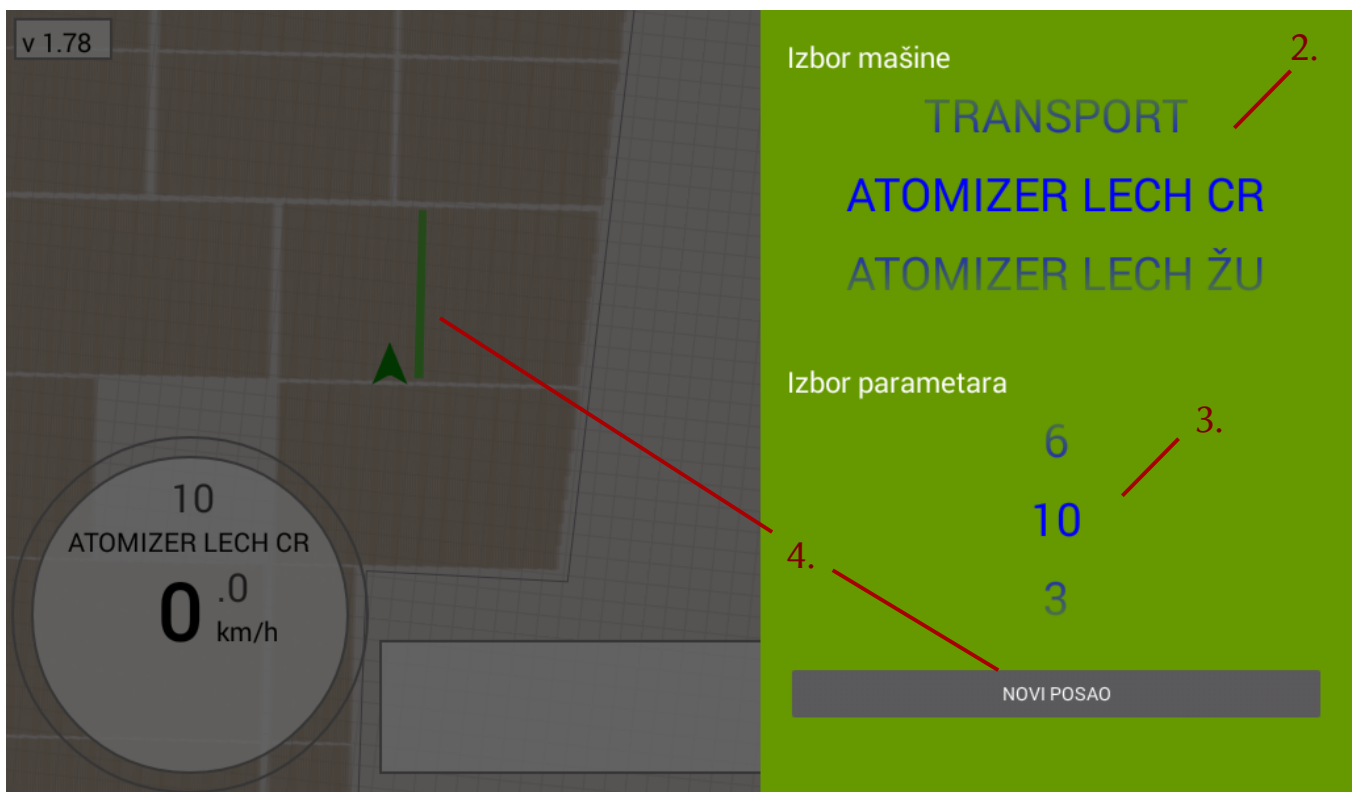 v 1.78
10
ATOMIZER LECH CR
0.0
km/h
Izbor mašine
2.
TRANSPORT
ATOMIZER LECH CR
ATOMIZER LECH ŽU
Izbor parametara
3.
6
10
4.
3
NOVI POSAO